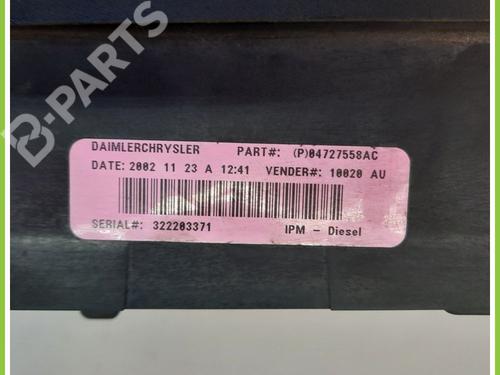 B-PARTS
DAIMLERCHRYSLER PART#: (P)04727558AC
DATE: 2002 11 23 A 12:41 VENDER#: 10020 AU
SERIAL#: 322203371 IPM - Diesel